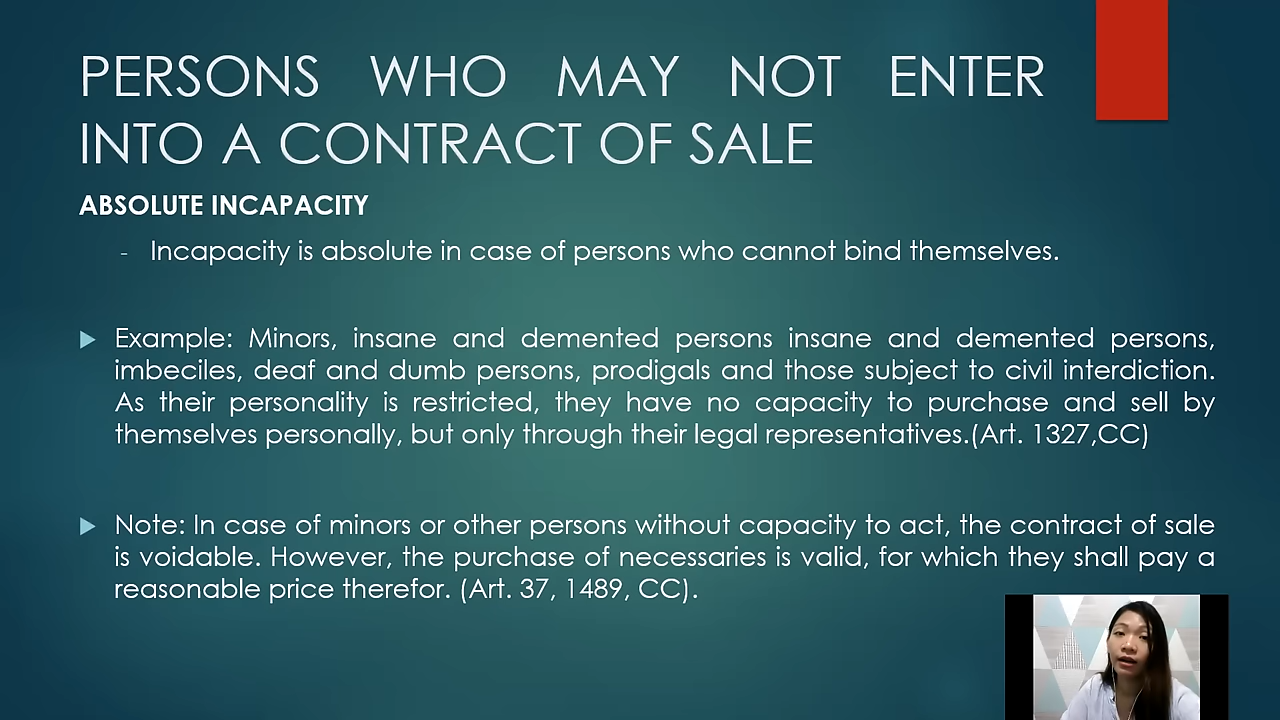 PERSONS WHO MAY NOT ENTER
INTO A CONTRACT OF SALE
ABSOLUTE INCAPACITY
- Incapacity is absolute in case of persons who cannot bind themselves.
Example: Minors, insane and demented persons insane and demented persons,
imbeciles, deaf and dumb persons, prodigals and those subject to civil interdiction.
As their personality is restricted, they have no capacity to purchase and sell by
themselves personally, but only through their legal representatives.(Art. 1327,CC)
Note: In case of minors or other persons without capacity to act, the contract of sale
is voidable. However, the purchase of necessaries is valid, for which they shall pay a
reasonable price therefor. (Art. 37, 1489, CC).